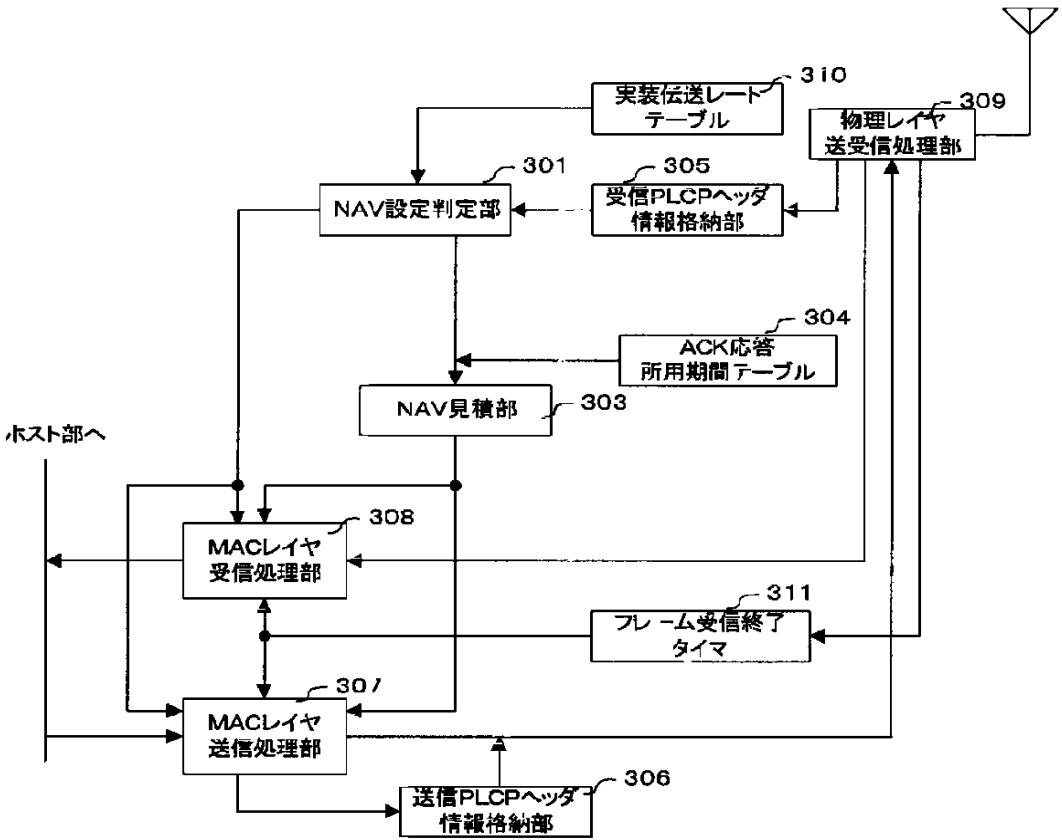 310
実装伝送レート
テーブル
309
物理レイヤ
送受信処理部
301
NAV設定判定部
305
受信PLCPヘッダ
情報格納部
304
ACK応答
所用期間テーブル
NAV見積部
303
ホスト部へ
308
MACレイヤ
受信処理部
311
フレーム受信終了
タイマ
307
MACレイヤ
送信処理部
306
送信PLCPヘッダ
情報格納部